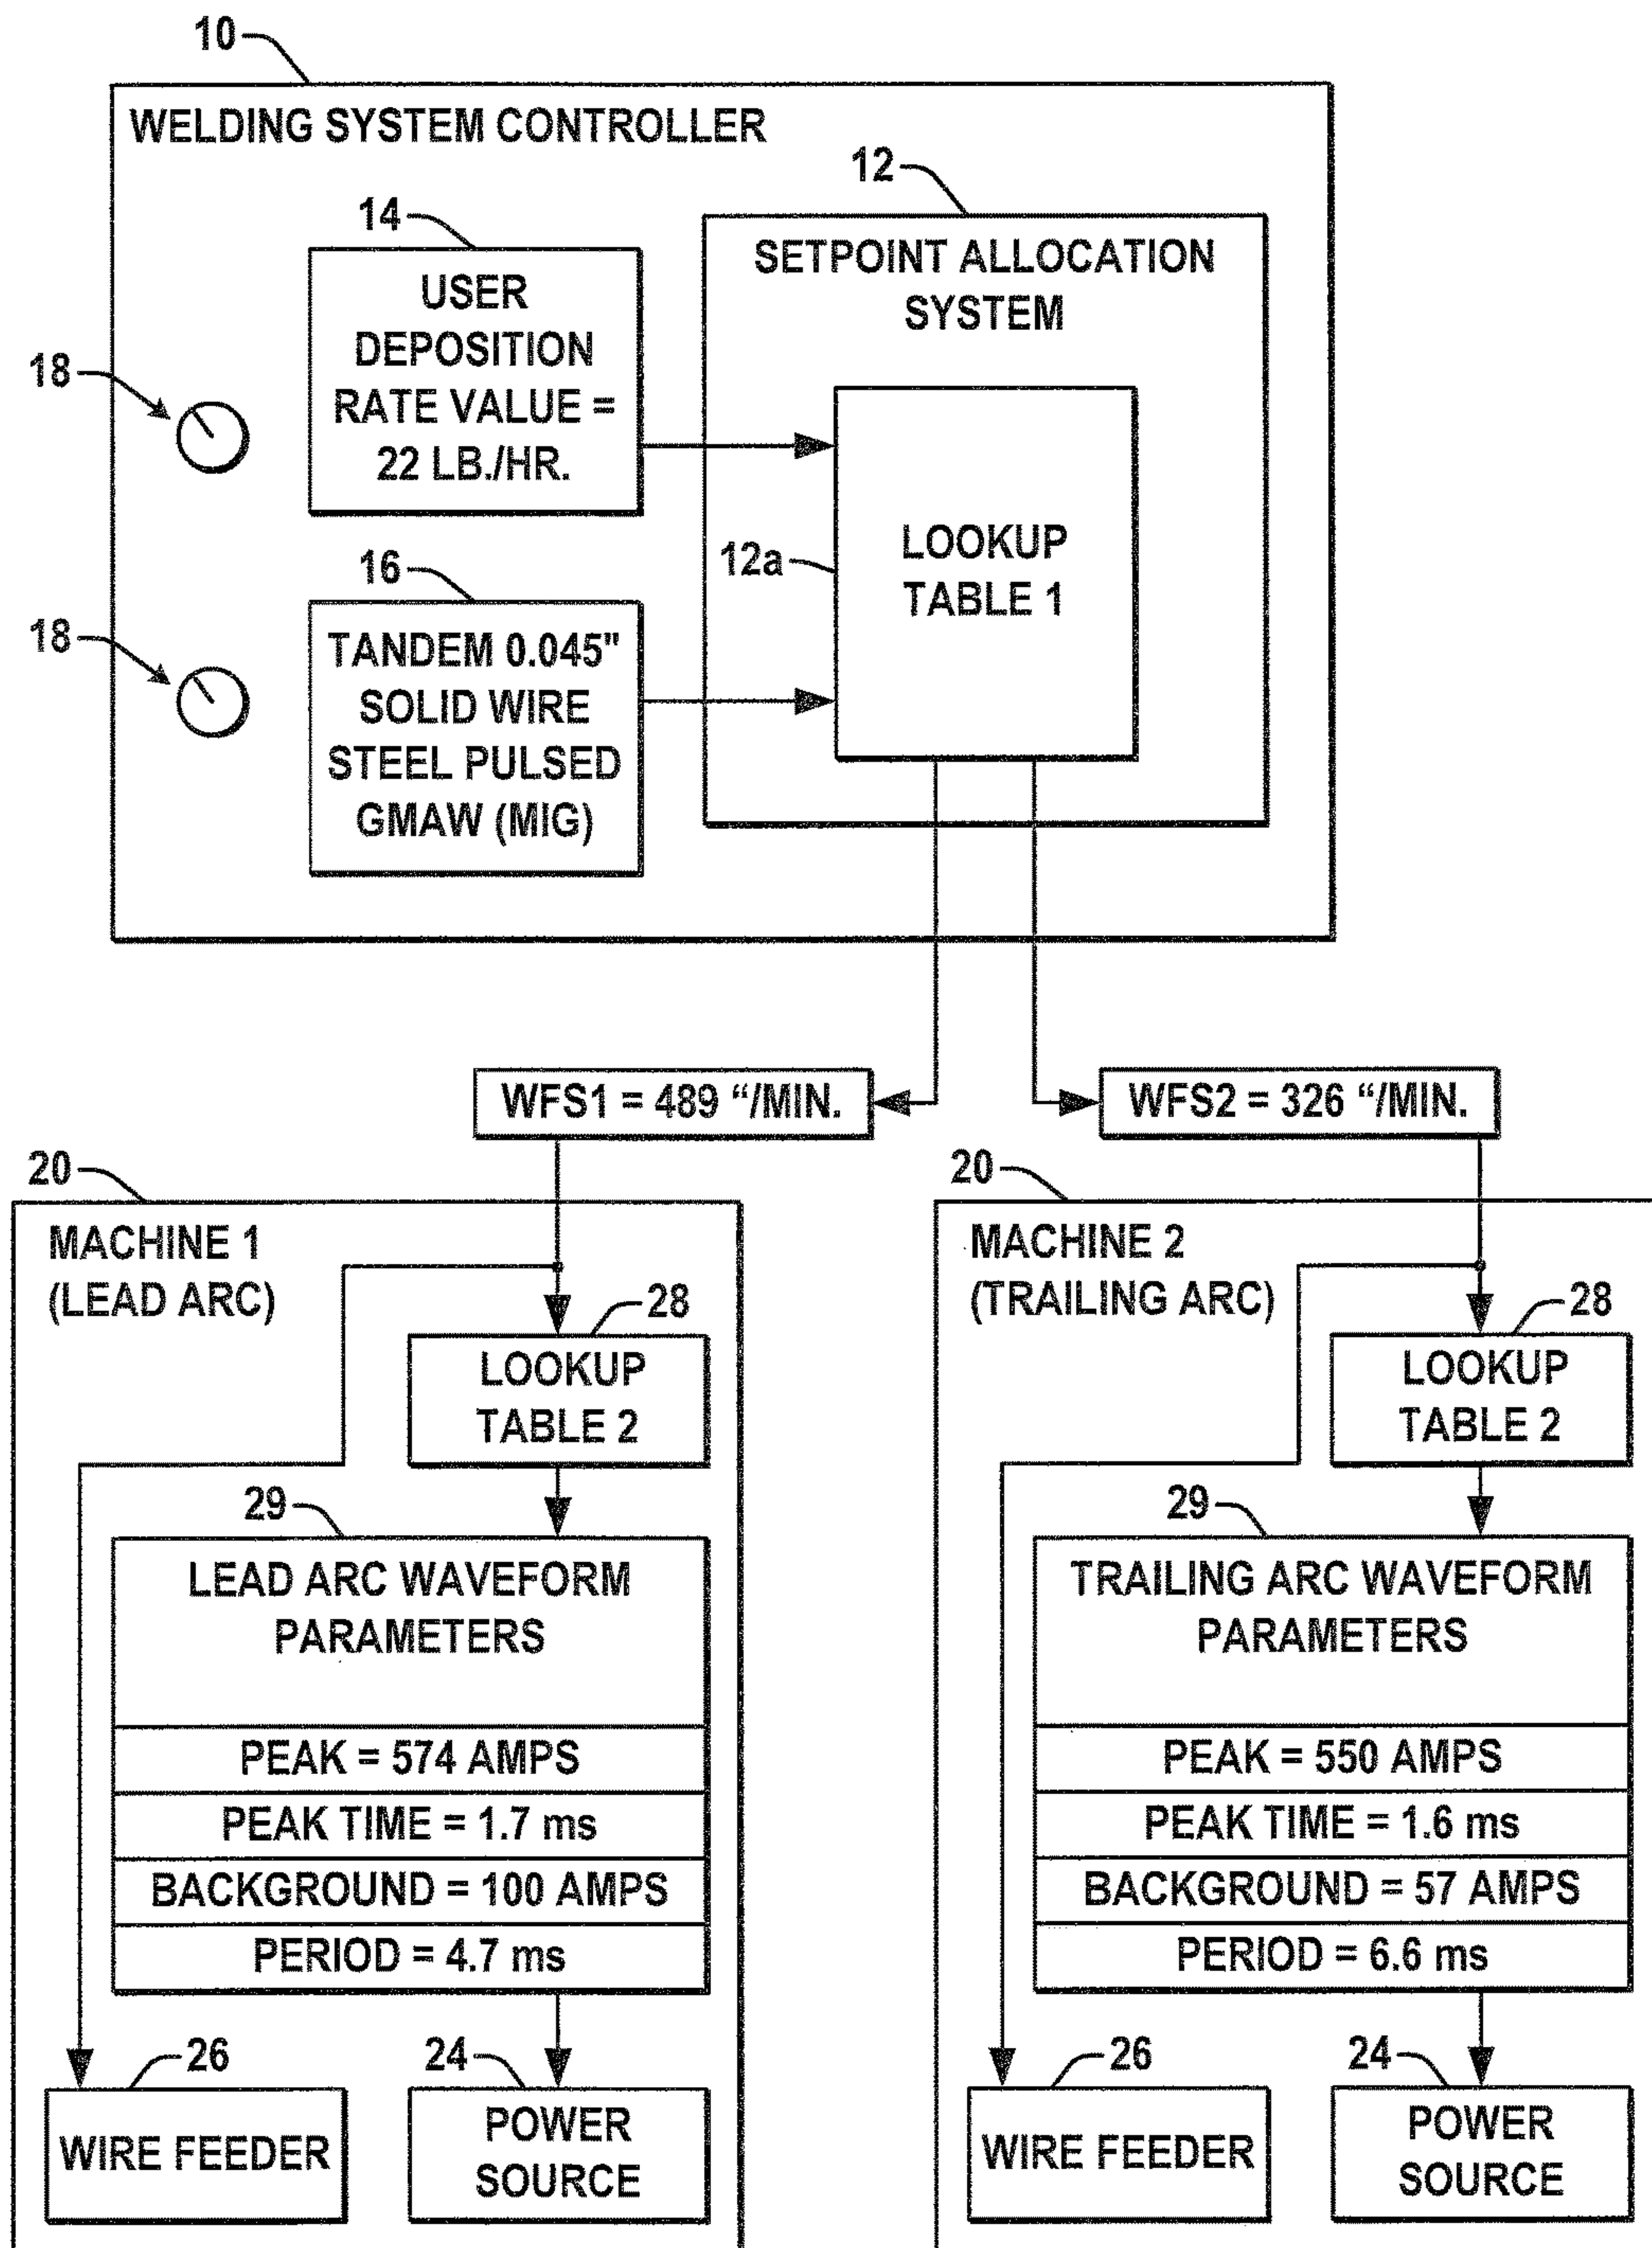 10
WELDING SYSTEM CONTROLLER
12
14
SETPOINT ALLOCATION
SYSTEM
USER
DEPOSITION
RATE VALUE =
22 LB./HR.
18
LOOKUP
TABLE 1
12a
16
18
TANDEM 0.045"
SOLID WIRE
STEEL PULSED
GMAW (MIG)
WFS1 = 489 “/MIN.
WFS2 = 326 “/MIN.
20
MACHINE 1
(LEAD ARC)
28
LOOKUP
TABLE 2
29
LEAD ARC WAVEFORM
PARAMETERS
PEAK = 574 AMPS
PEAK TIME = 1.7 ms
BACKGROUND = 100 AMPS
PERIOD = 4.7 ms
26
24
WIRE FEEDER
POWER
SOURCE
20
MACHINE 2
(TRAILING ARC)
28
LOOKUP
TABLE 2
29
TRAILING ARC WAVEFORM
PARAMETERS
PEAK = 550 AMPS
PEAK TIME = 1.6 ms
BACKGROUND = 57 AMPS
PERIOD = 6.6 ms
26
24
WIRE FEEDER
POWER
SOURCE